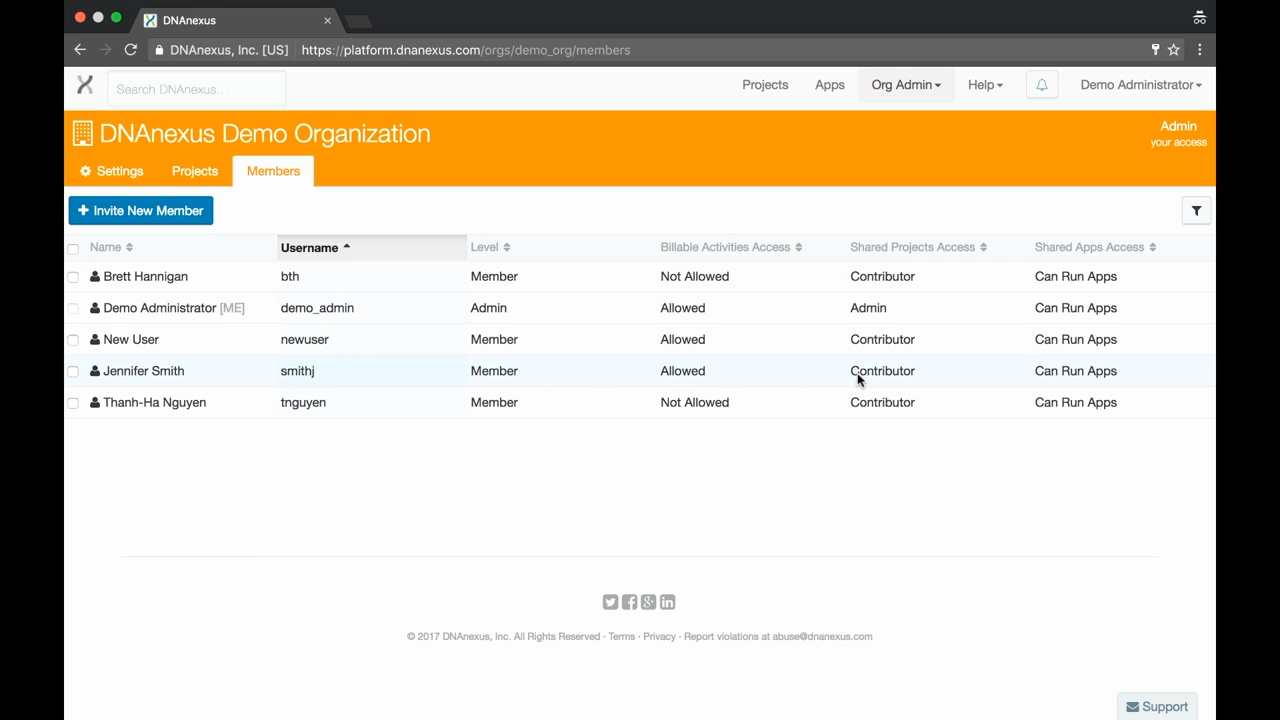 DNAnexus
DNAnexus, Inc. [US] https://platform.dnanexus.com/orgs/demo_org/members
Search DNAnexus... Projects Apps Org Admin Help Demo Administrator
DNAnexus Demo Organization
Admin
your access
Settings Projects Members
Invite New Member
Name Username Level Billable Activities Access Shared Projects Access Shared Apps Access
Brett Hannigan bth Member Not Allowed Contributor Can Run Apps
Demo Administrator [ME] demo_admin Admin Allowed Admin Can Run Apps
New User newuser Member Allowed Contributor Can Run Apps
Jennifer Smith smithj Member Allowed Contributor Can Run Apps
Thanh-Ha Nguyen tnguyen Member Not Allowed Contributor Can Run Apps
© 2017 DNAnexus, Inc. All Rights Reserved · Terms · Privacy · Report violations at abuse@dnanexus.com
Support